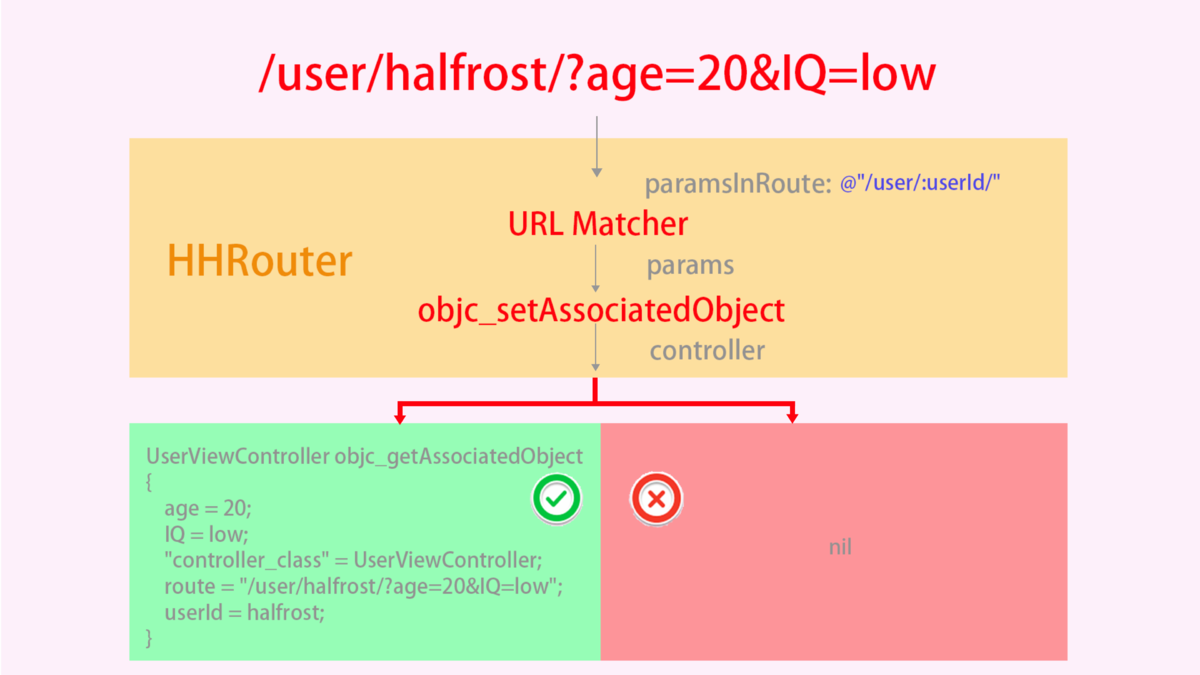 /user/halfrost/?age=20&IQ=low
paramsInRoute: @"/user/:userId/"
URL Matcher
HHRouter
params
objc_setAssociatedObject
controller
UserViewController objc_getAssociatedObject
{
age = 20;
IQ = low;
"controller_class" = UserViewController;
route = "/user/halfrost/?age=20&IQ=low";
userId = halfrost;
}
nil